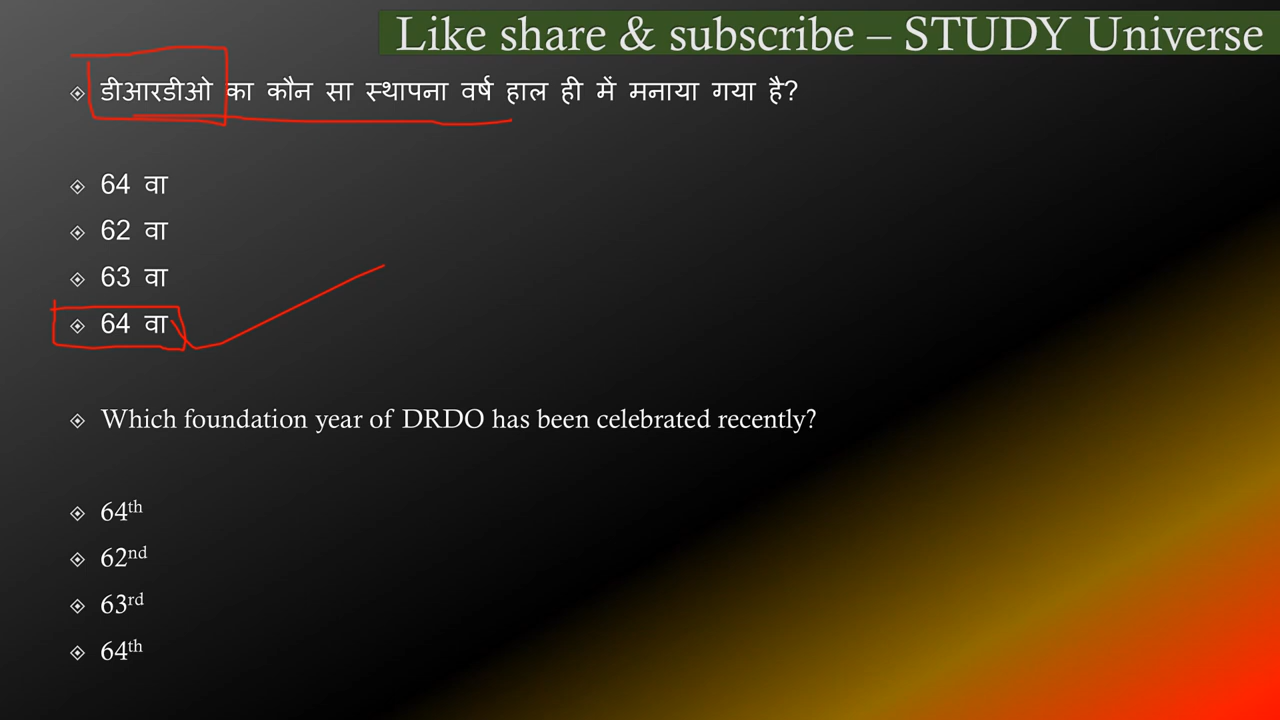 Like share & subscribe – STUDY Universe
डीआरडीओ का कौन सा स्थापना वर्ष हाल ही में मनाया गया है?
64 वा
62 वा
63 वा
64 वा
Which foundation year of DRDO has been celebrated recently?
64th
62nd
63rd
64th